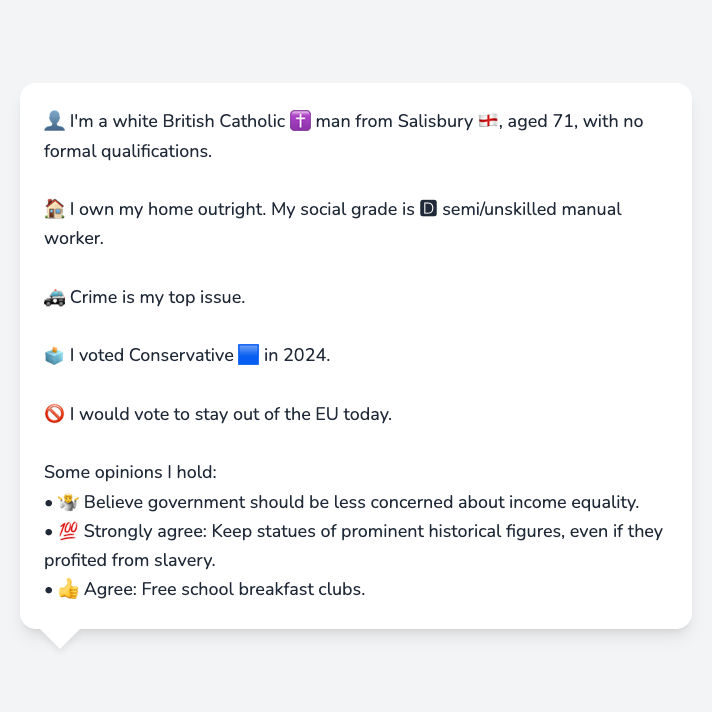 👤 I'm a white British Catholic ✝️ man from Salisbury 🏴󠁧󠁢󠁥󠁮󠁧󠁿, aged 71, with no
formal qualifications.
🏠 I own my home outright. My social grade is 🅳 semi/unskilled manual
worker.
🚓 Crime is my top issue.
🗳️ I voted Conservative 🟦 in 2024.
🚫 I would vote to stay out of the EU today.
Some opinions I hold:
• 🤷 Believe government should be less concerned about income equality.
• 💯 Strongly agree: Keep statues of prominent historical figures, even if they
profited from slavery.
• 👍 Agree: Free school breakfast clubs.